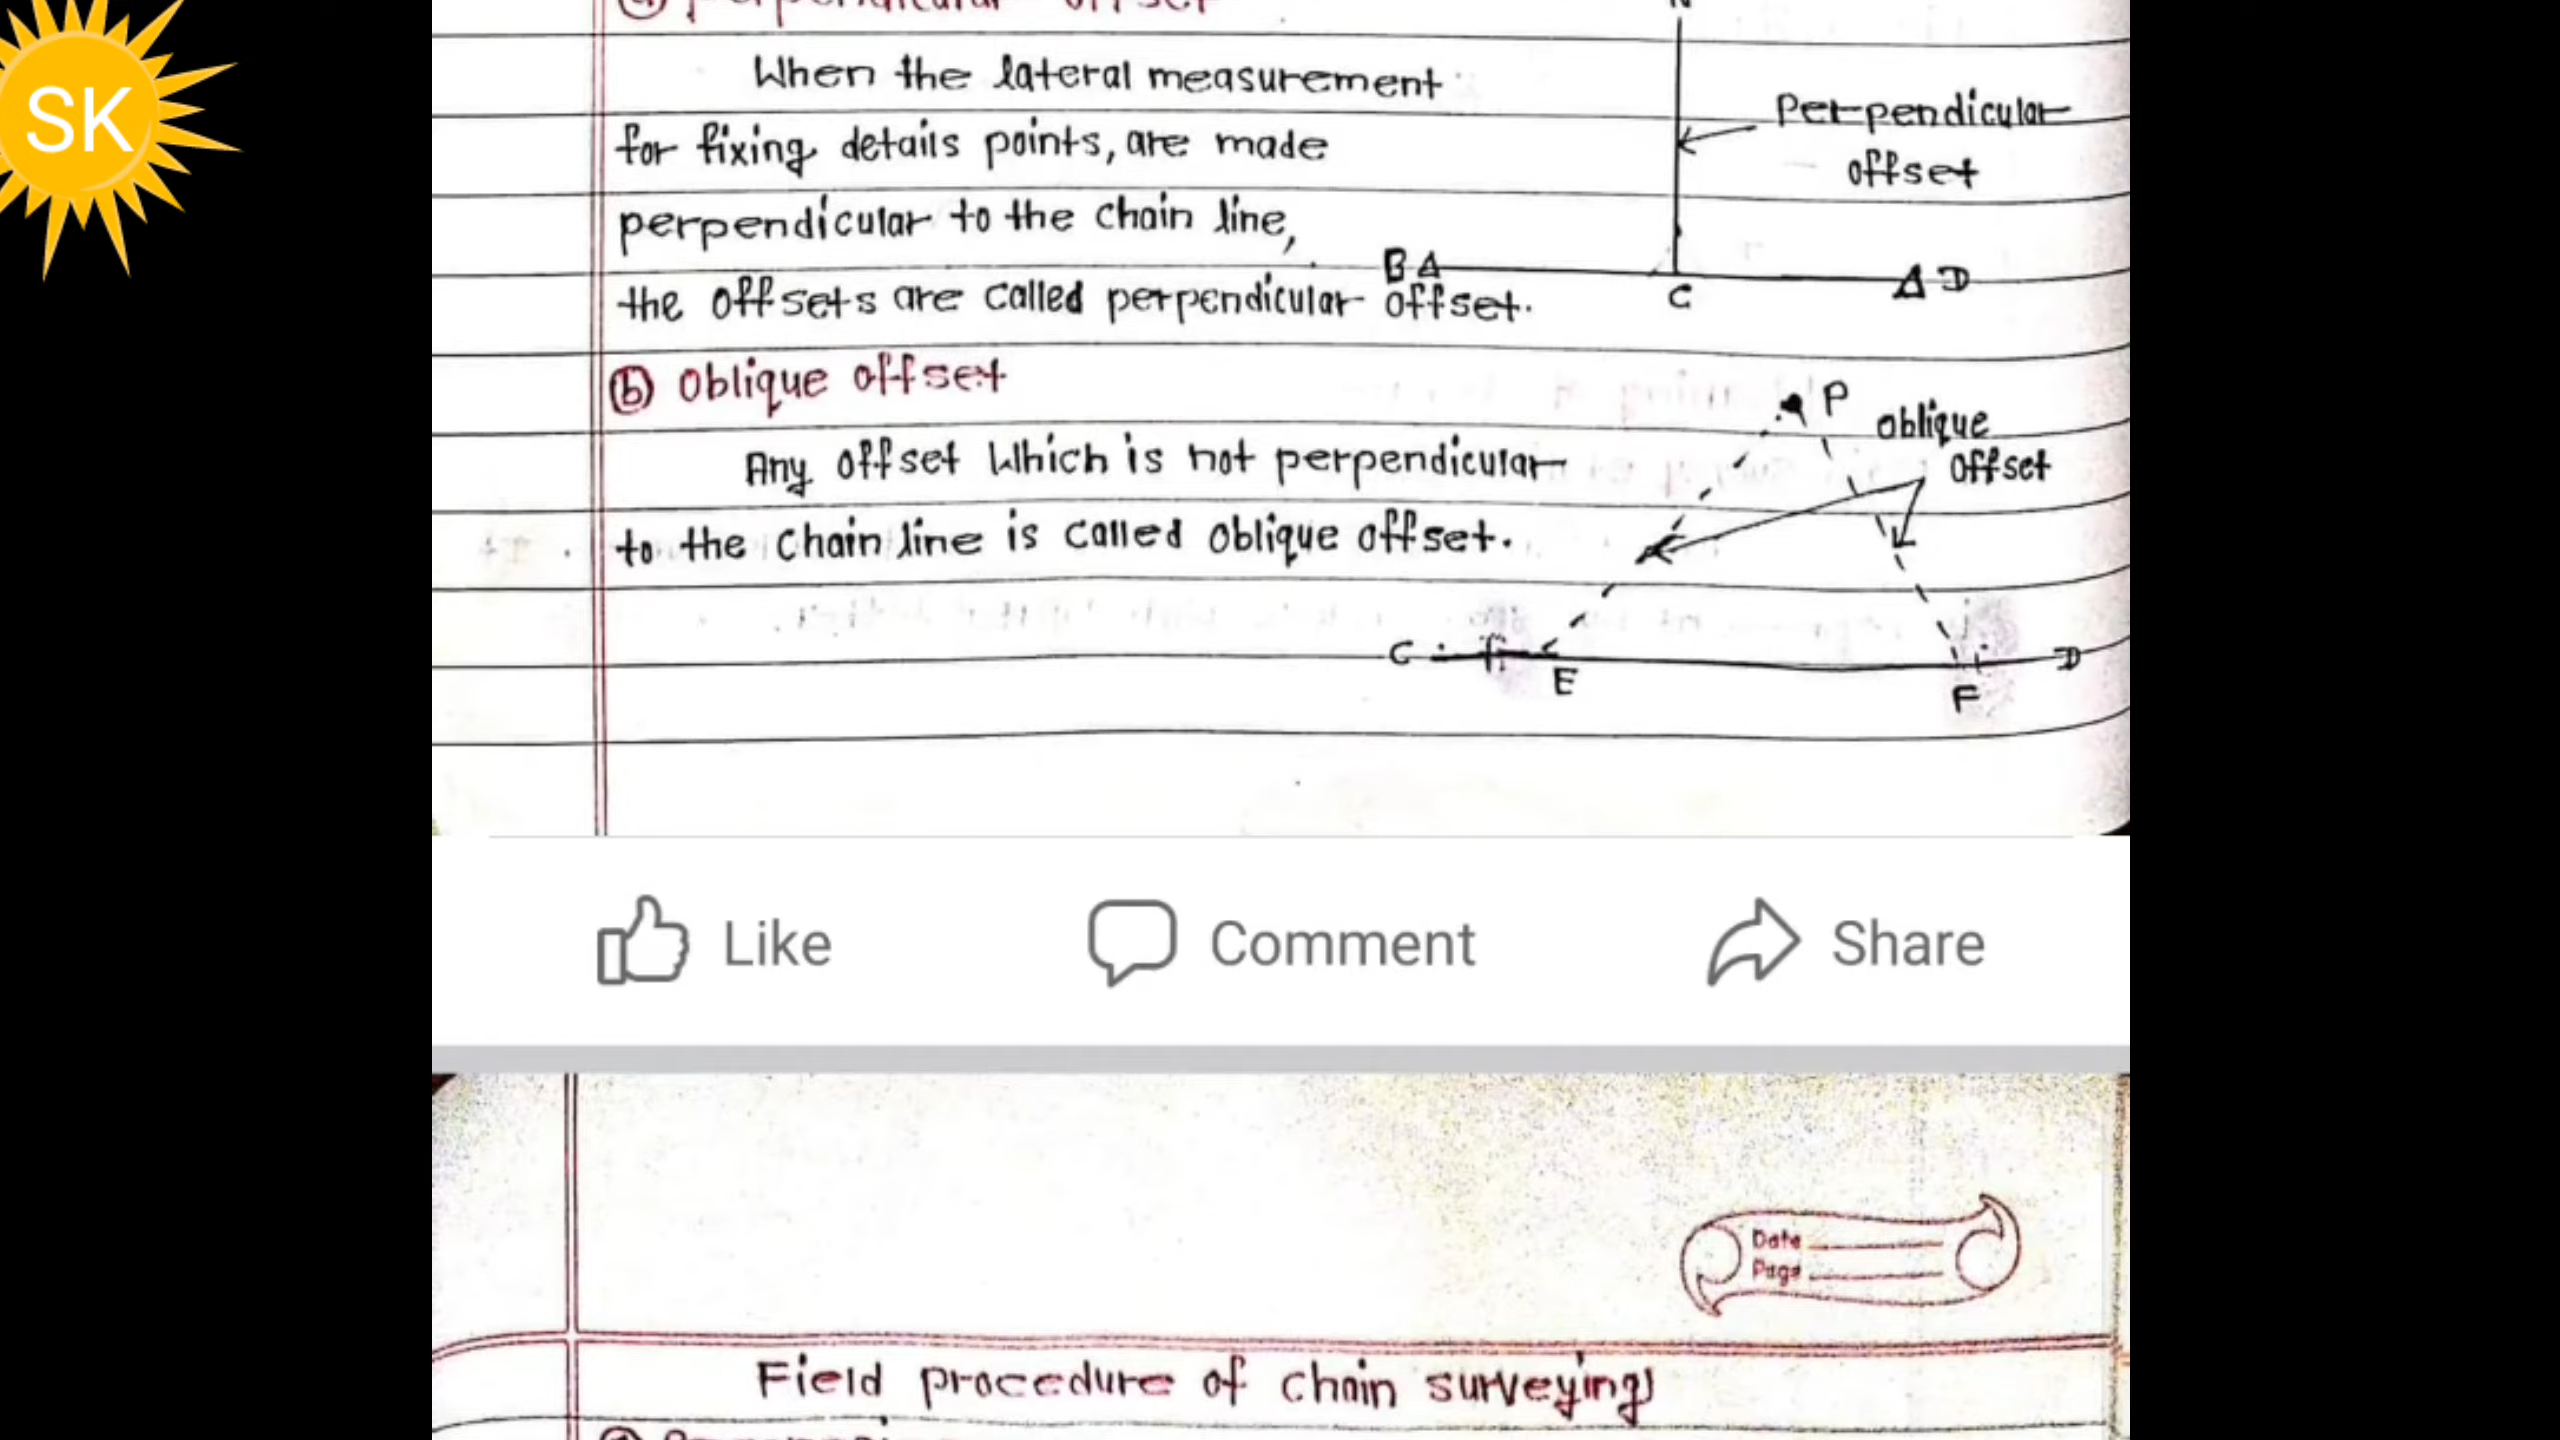 SK
perpendicular offset
When the lateral measurement
for fixing details points, are made
perpendicular to the chain line,
the offsets are called perpendicular offset.
Perpendicular
offset
B
C
D
(b) Oblique offset
Any offset which is not perpendicular
to the chain line is called oblique offset.
P
oblique
offset
C
E
F
D
Like
Comment
Share
Date
Page
Field procedure of chain surveying